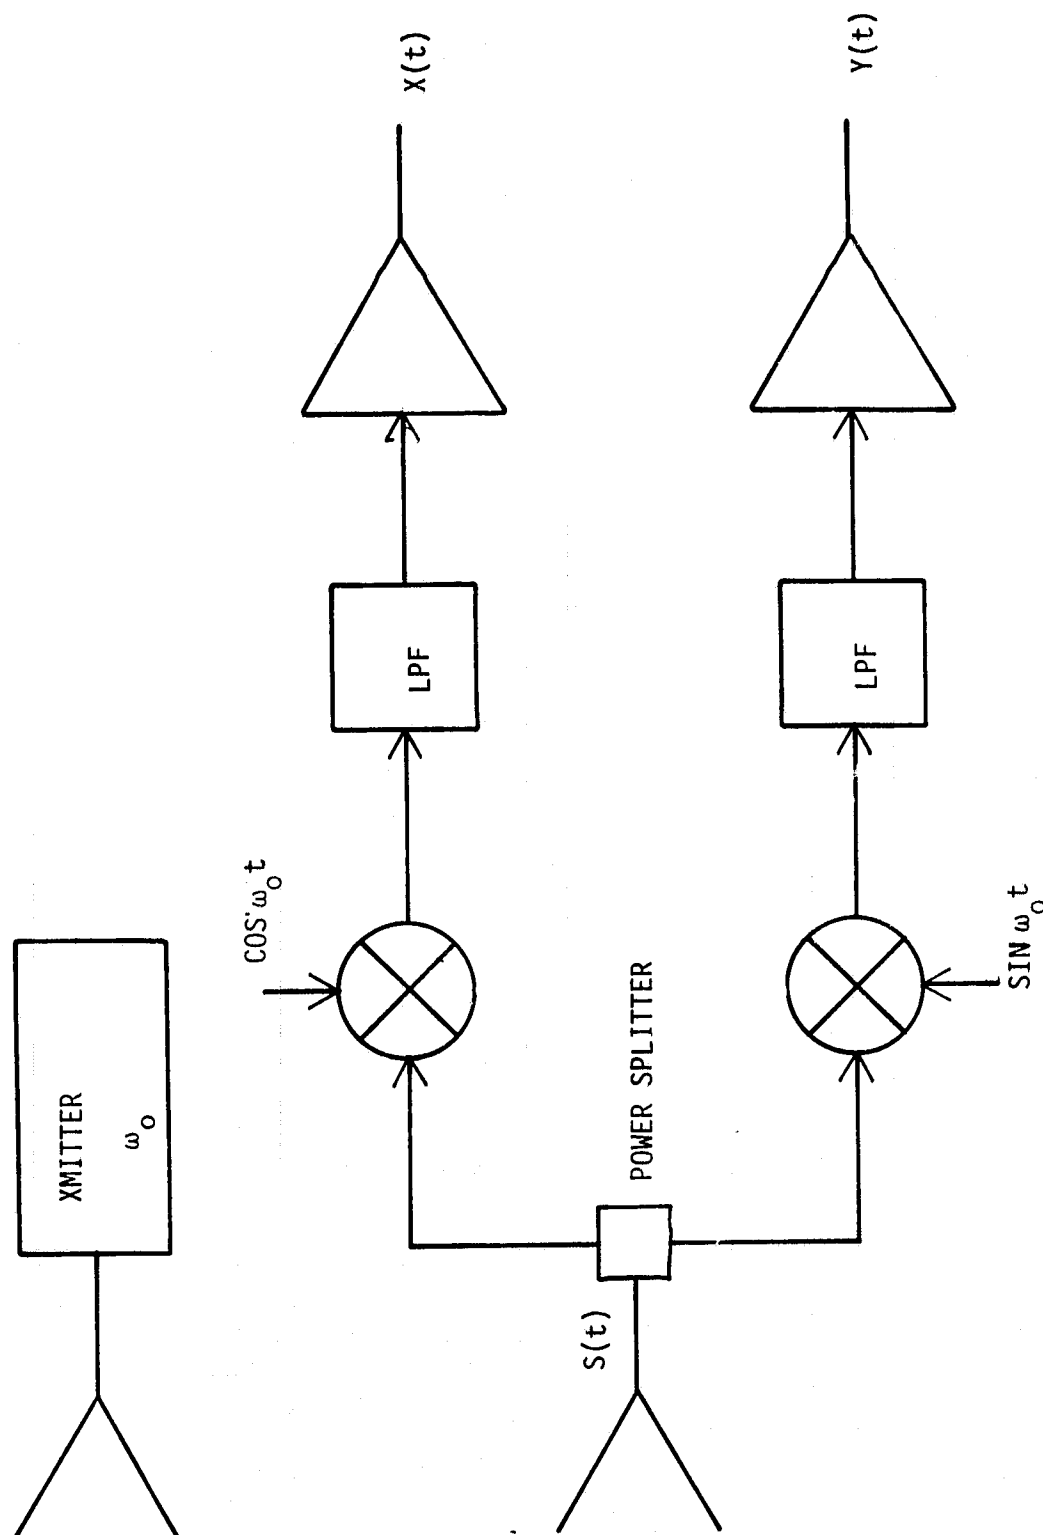 XMITTER
ω₀
COS ω₀t
LPF
X(t)
S(t)
POWER SPLITTER
SIN ω₀t
LPF
Y(t)